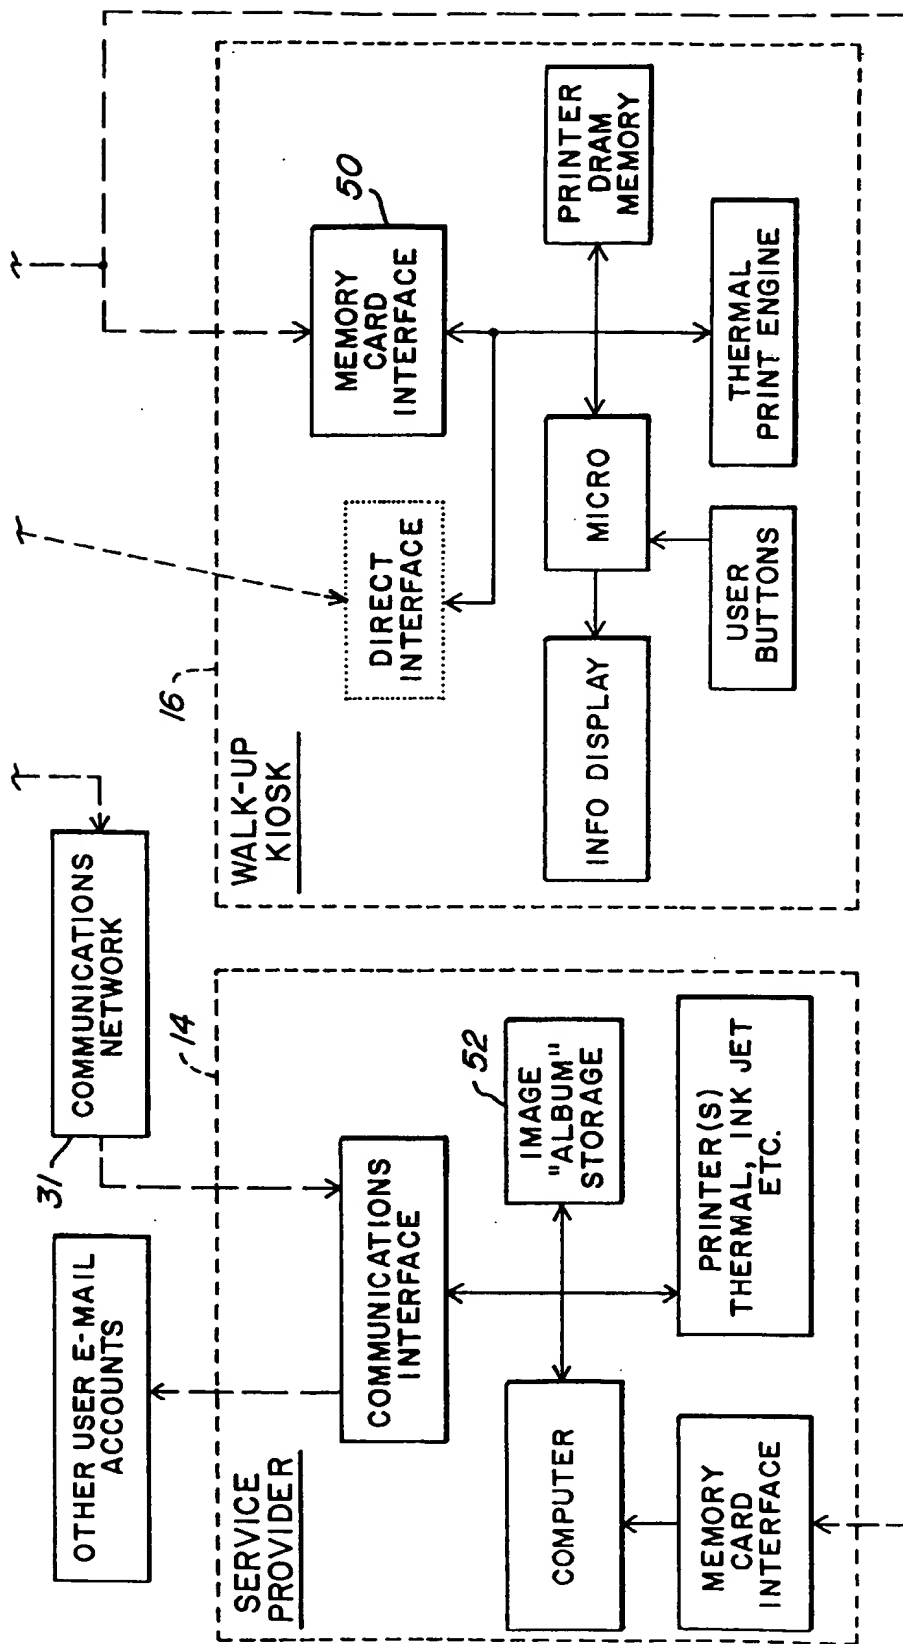 OTHER USER E-MAIL
ACCOUNTS
31
COMMUNICATIONS
NETWORK
14
SERVICE
PROVIDER
COMMUNICATIONS
INTERFACE
52
IMAGE
"ALBUM"
STORAGE
COMPUTER
MEMORY
CARD
INTERFACE
PRINTER(S)
THERMAL, INK JET
ETC.
16
WALK-UP
KIOSK
DIRECT
INTERFACE
50
MEMORY
CARD
INTERFACE
INFO DISPLAY
MICRO
PRINTER
DRAM
MEMORY
USER
BUTTONS
THERMAL
PRINT ENGINE